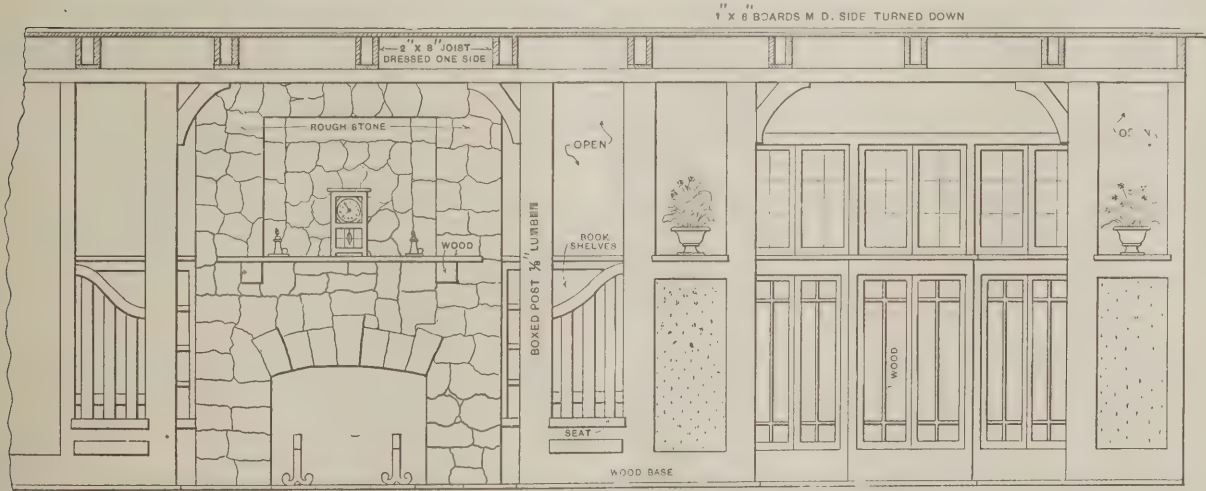 1" X 6" BOARDS M D. SIDE TURNED DOWN
2" X 8" JOIST
DRESSED ONE SIDE
ROUGH STONE
OPEN
BOOK
SHELVES
WOOD
BOXED POST 7/8" LUMBER
WOOD
SEAT
WOOD BASE